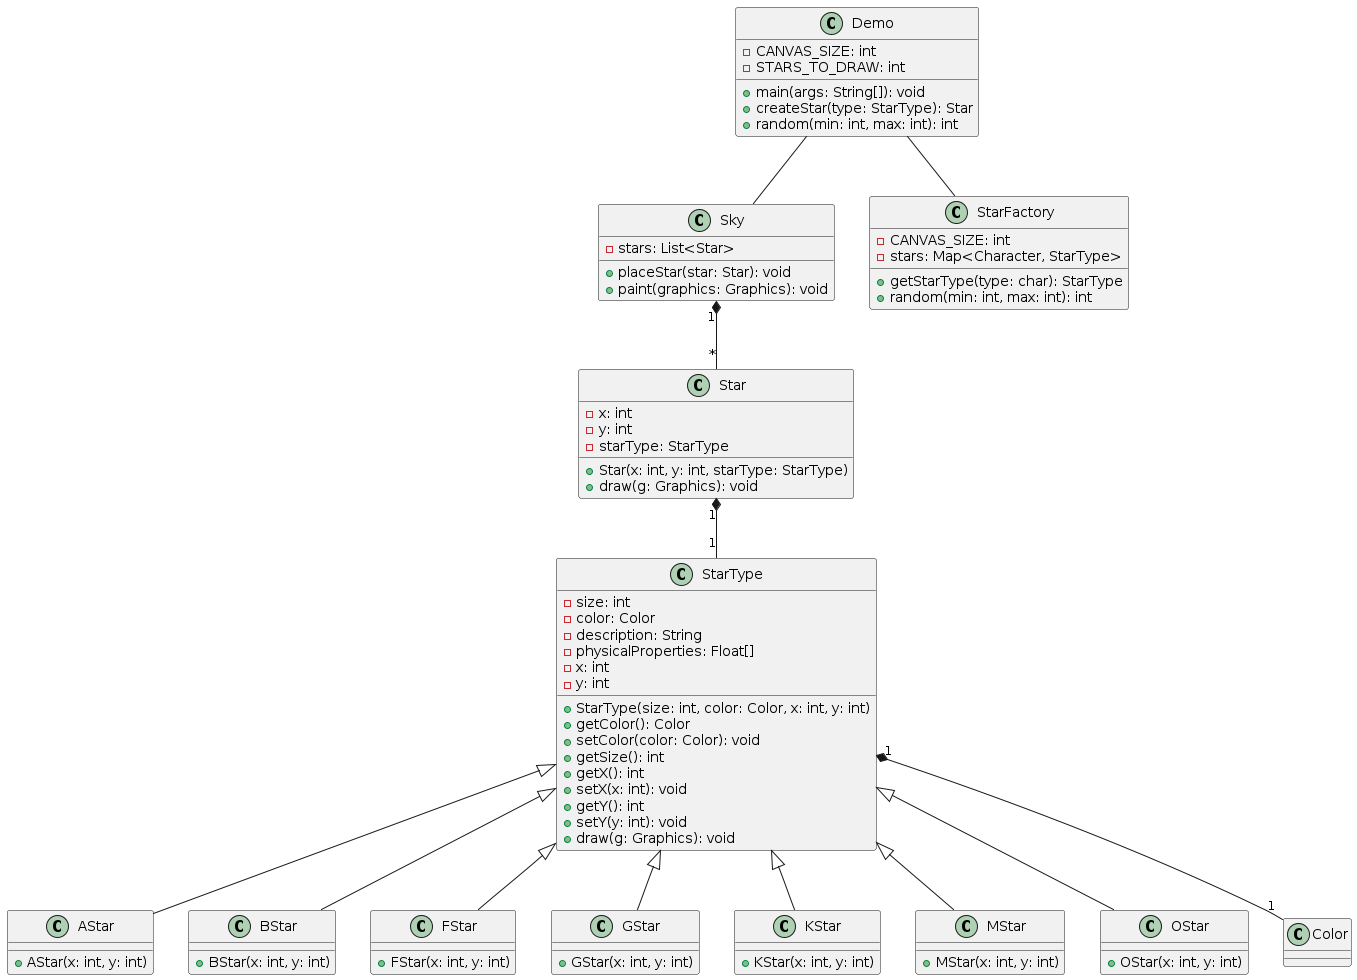 C Demo
CANVAS_SIZE: int
STARS_TO_DRAW: int
main(args: String[]): void
createStar(type: StarType): Star
random(min: int, max: int): int
C Sky
stars: List<Star>
placeStar(star: Star): void
paint(graphics: Graphics): void
C StarFactory
CANVAS_SIZE: int
stars: Map<Character, StarType>
getStarType(type: char): StarType
random(min: int, max: int): int
1
*
C Star
x: int
y: int
starType: StarType
Star(x: int, y: int, starType: StarType)
draw(g: Graphics): void
1
1
C StarType
size: int
color: Color
description: String
physicalProperties: Float[]
x: int
y: int
StarType(size: int, color: Color, x: int, y: int)
getColor(): Color
setColor(color: Color): void
getSize(): int
getX(): int
setX(x: int): void
getY(): int
setY(y: int): void
draw(g: Graphics): void
1
1
C AStar
AStar(x: int, y: int)
C BStar
BStar(x: int, y: int)
C FStar
FStar(x: int, y: int)
C GStar
GStar(x: int, y: int)
C KStar
KStar(x: int, y: int)
C MStar
MStar(x: int, y: int)
C OStar
OStar(x: int, y: int)
C Color